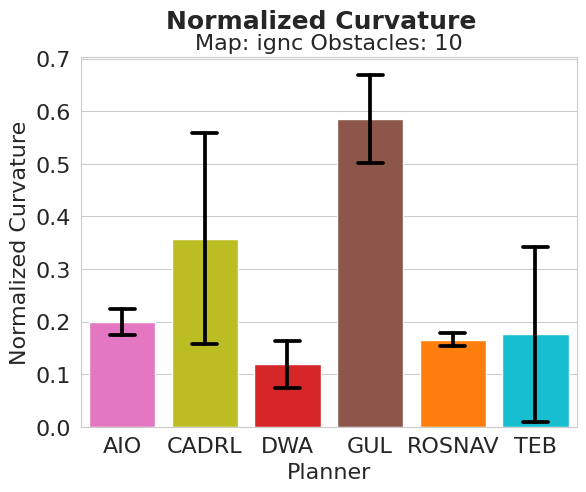 Normalized Curvature
Map: ignc Obstacles: 10
Normalized Curvature
0.7
0.6
0.5
0.4
0.3
0.2
0.1
0.0
AIO CADRL DWA GUL ROSNAV TEB
Planner